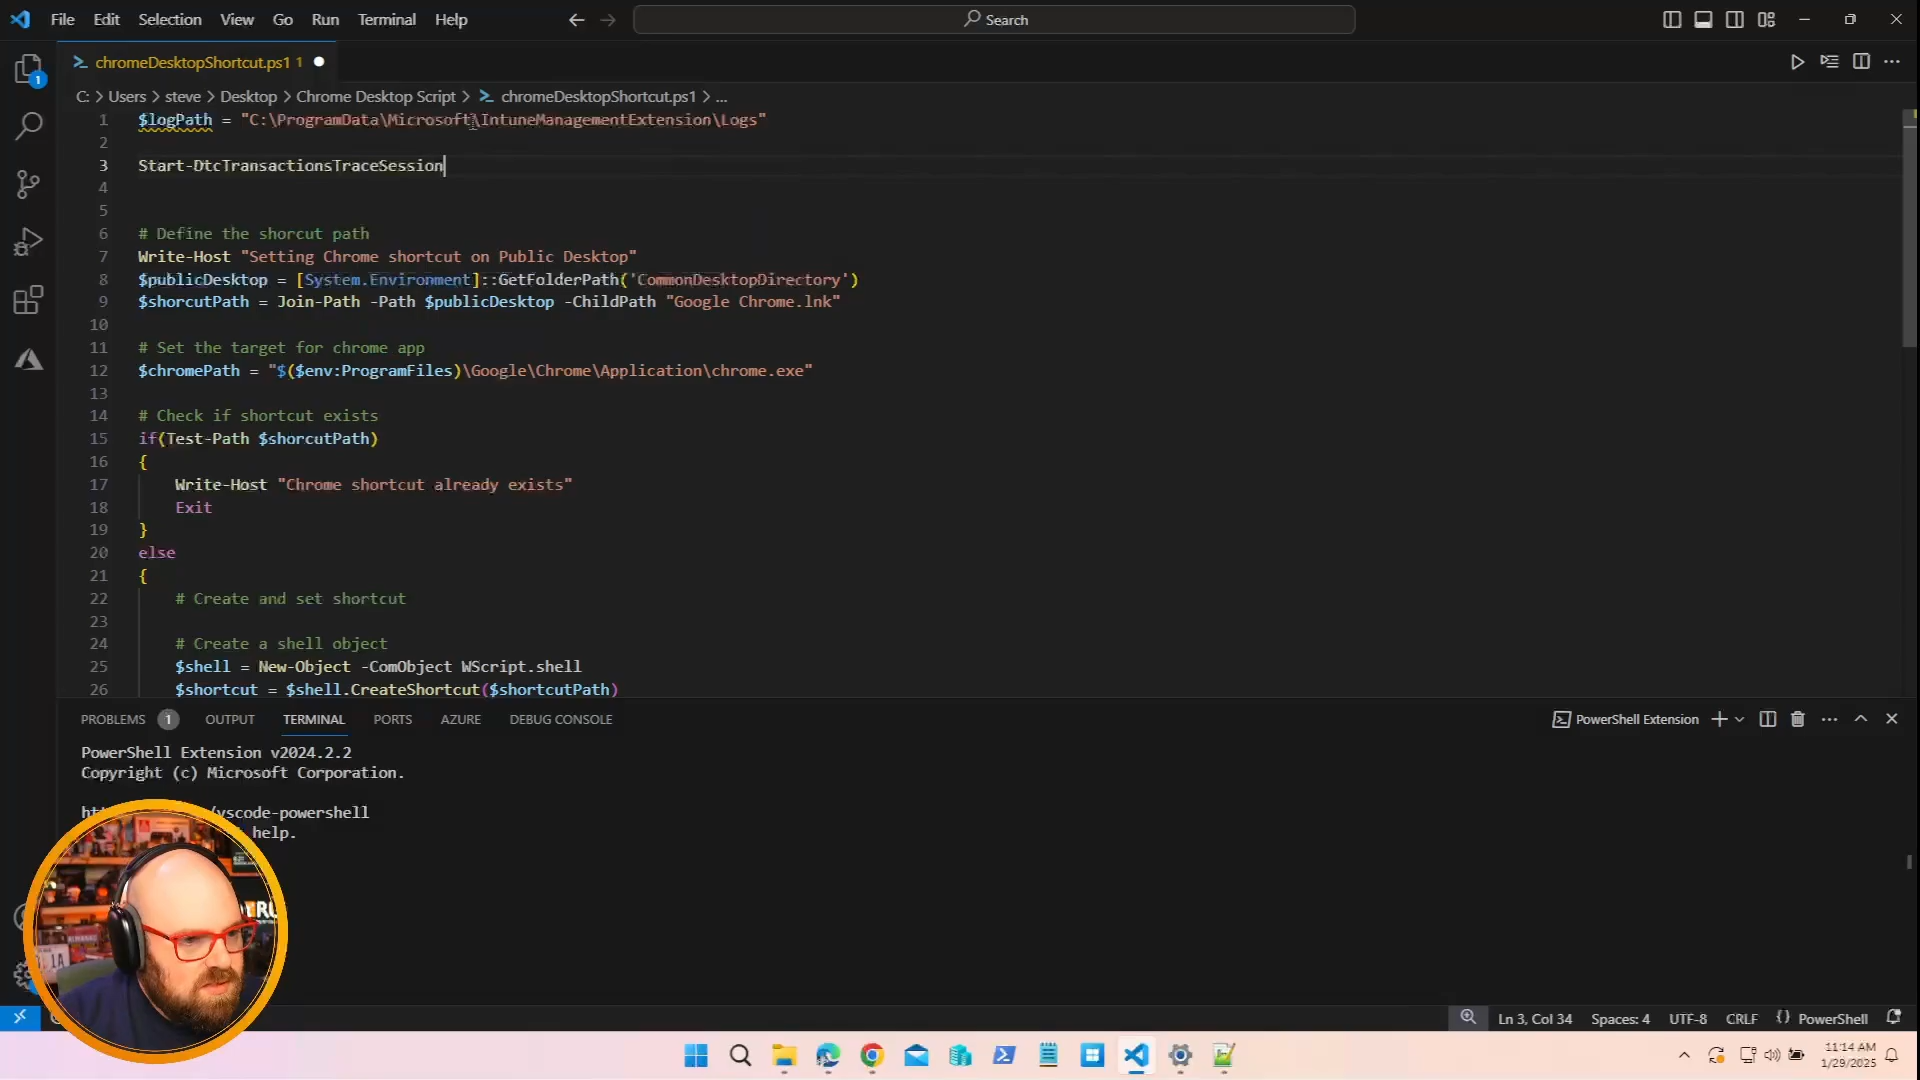 File Edit Selection View Go Run Terminal Help Search
chromeDesktopShortcut.ps1 1
C: > Users > steve > Desktop > Chrome Desktop Script > chromeDesktopShortcut.ps1 > ...
1 $logPath = "C:\ProgramData\Microsoft\IntuneManagementExtension\Logs"
2
3 Start-DtcTransactionsTraceSession
4
5
6 # Define the shorcut path
7 Write-Host "Setting Chrome shortcut on Public Desktop"
8 $publicDesktop = [System.Environment]::GetFolderPath('CommonDesktopDirectory')
9 $shorcutPath = Join-Path -Path $publicDesktop -ChildPath "Google Chrome.lnk"
10
11 # Set the target for chrome app
12 $chromePath = "$($env:ProgramFiles)\Google\Chrome\Application\chrome.exe"
13
14 # Check if shortcut exists
15 if(Test-Path $shorcutPath)
16 {
17 Write-Host "Chrome shortcut already exists"
18 Exit
19 }
20 else
21 {
22 # Create and set shortcut
23
24 # Create a shell object
25 $shell = New-Object -ComObject WScript.shell
26 $shortcut = $shell.CreateShortcut($shortcutPath)
PROBLEMS 1 OUTPUT TERMINAL PORTS AZURE DEBUG CONSOLE PowerShell Extension
PowerShell Extension v2024.2.2
Copyright (c) Microsoft Corporation.
/vscode-powershell
help.
Ln 3, Col 34 Spaces: 4 UTF-8 CRLF {} PowerShell
11:14 AM
1/29/2025